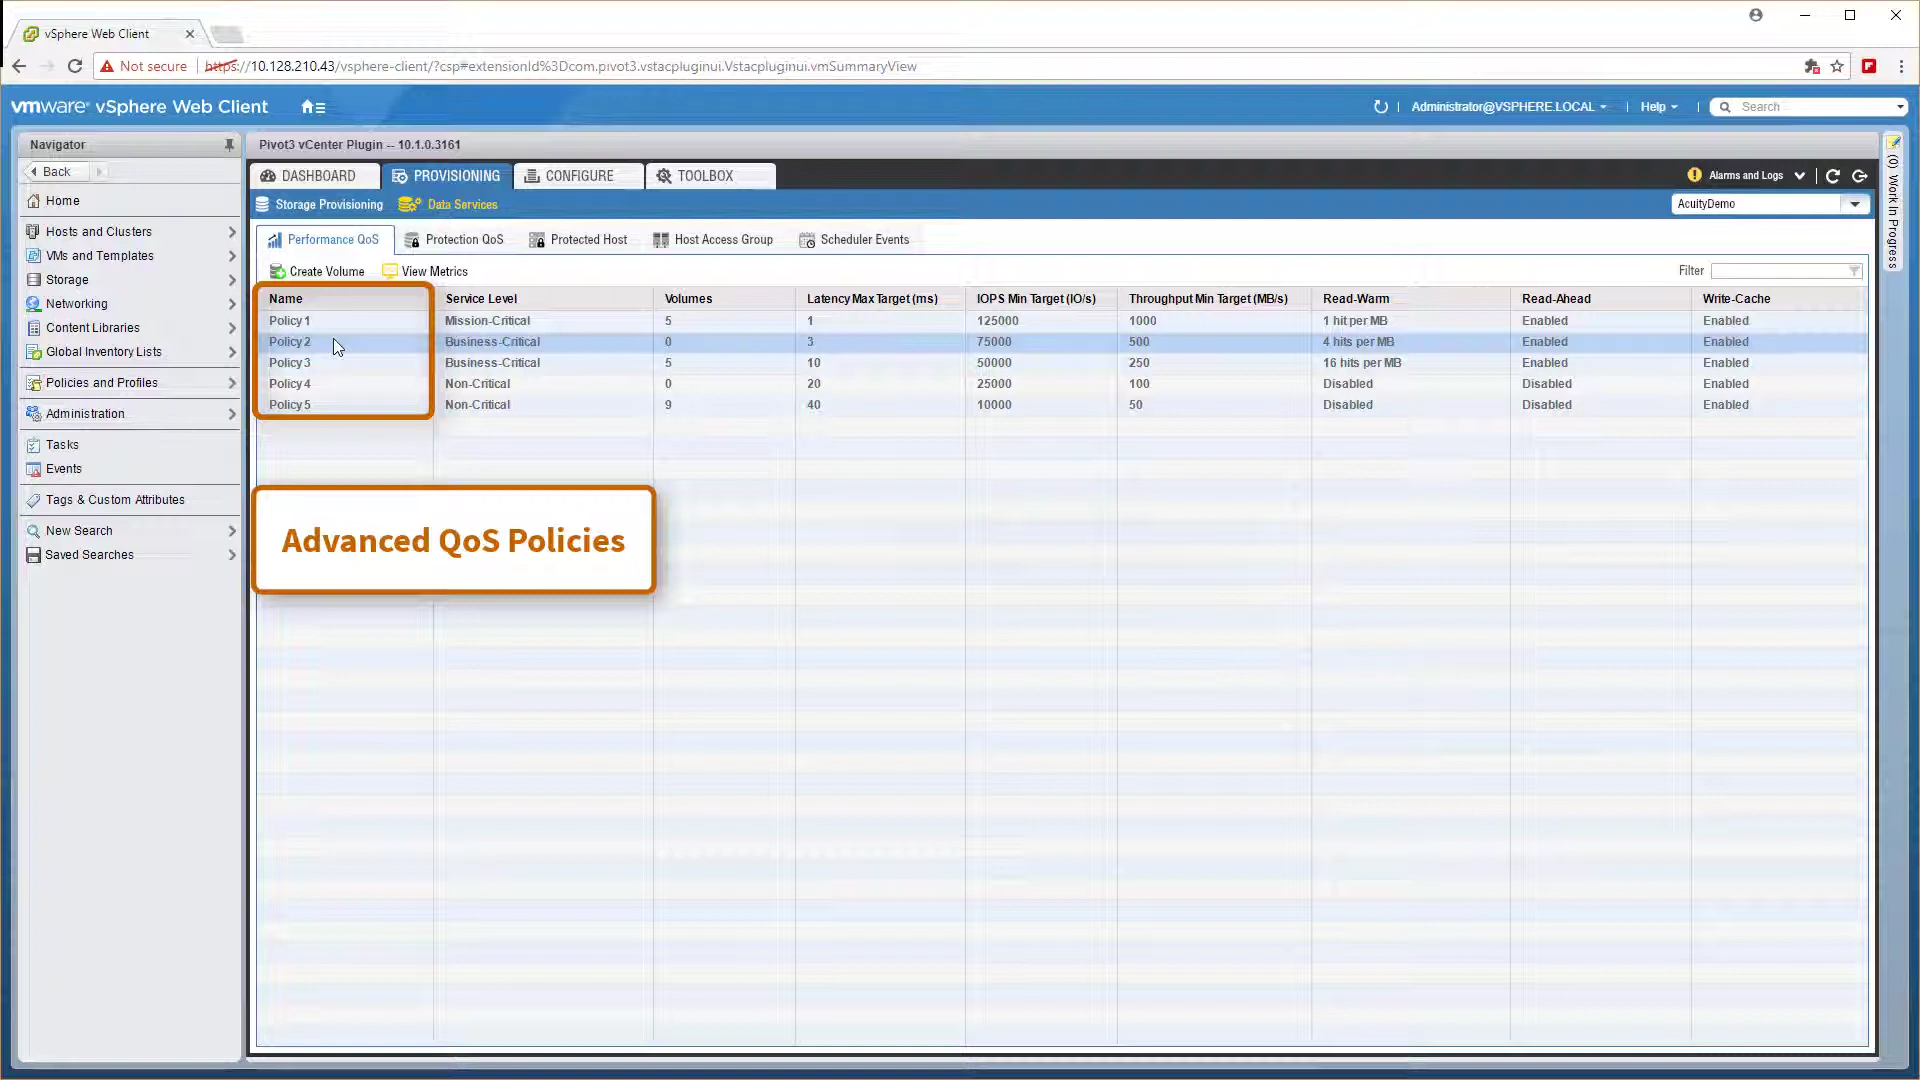 vSphere Web Client
Not secure https://10.128.210.43/vsphere-client/?csp#extensionId%3Dcom.pivot3.vstacpluginui.Vstacpluginui.vmSummaryView
vmware® vSphere Web Client
Administrator@VSPHERE.LOCAL Help Search
Navigator
Back
Home
Hosts and Clusters
VMs and Templates
Storage
Networking
Content Libraries
Global Inventory Lists
Policies and Profiles
Administration
Tasks
Events
Tags & Custom Attributes
New Search
Saved Searches
Pivot3 vCenter Plugin -- 10.1.0.3161
DASHBOARD PROVISIONING CONFIGURE TOOLBOX
Alarms and Logs
Storage Provisioning Data Services
AcuityDemo
Performance QoS Protection QoS Protected Host Host Access Group Scheduler Events
Create Volume View Metrics
Filter
Name Service Level Volumes Latency Max Target (ms) IOPS Min Target (IO/s) Throughput Min Target (MB/s) Read-Warm Read-Ahead Write-Cache
Policy 1 Mission-Critical 5 1 125000 1000 1 hit per MB Enabled Enabled
Policy 2 Business-Critical 0 3 75000 500 4 hits per MB Enabled Enabled
Policy 3 Business-Critical 5 10 50000 250 16 hits per MB Enabled Enabled
Policy 4 Non-Critical 0 20 25000 100 Disabled Disabled Enabled
Policy 5 Non-Critical 9 40 10000 50 Disabled Disabled Enabled
Advanced QoS Policies
(0) Work In Progress